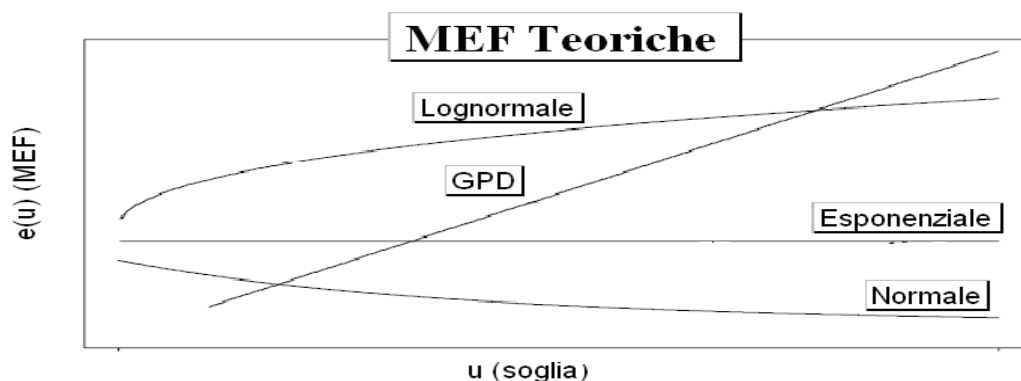 MEF Teoriche
Lognormale
GPD
Esponenziale
Normale
e(u) (MEF)
u (soglia)